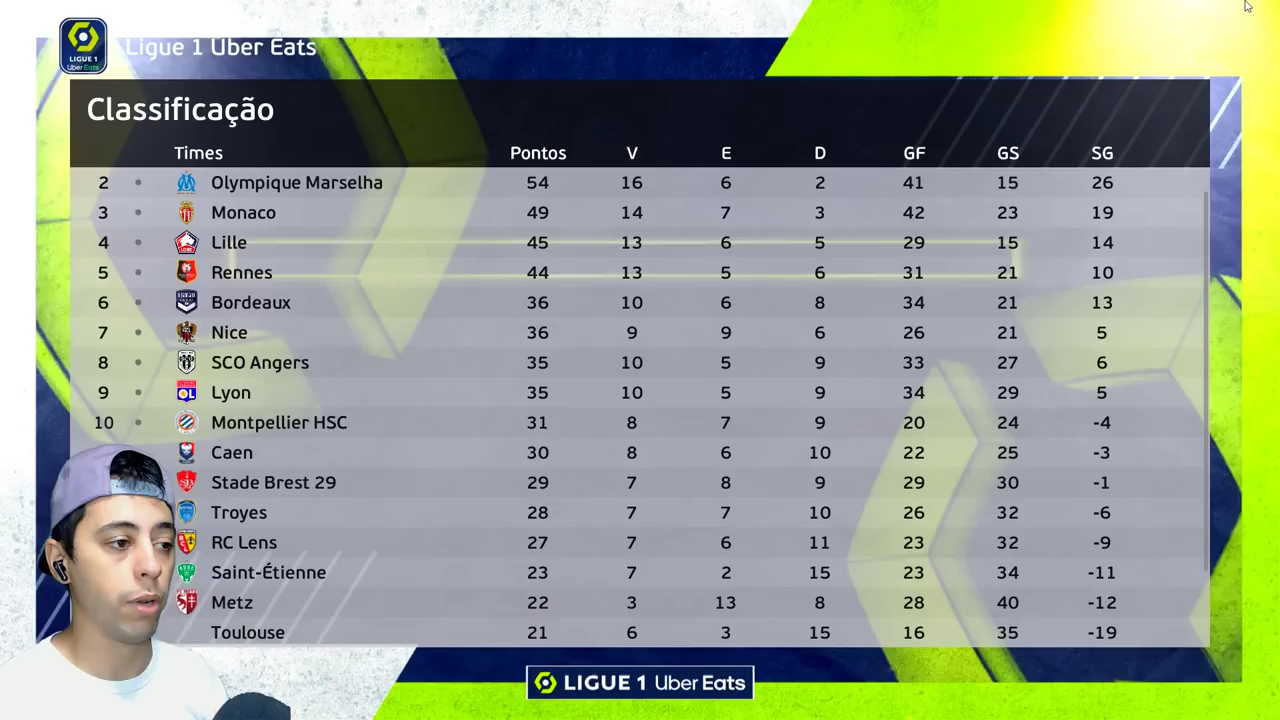 Ligue 1 Uber Eats
LIGUE 1
Uber Eats
Classificação
Times Pontos V E D GF GS SG
2 Olympique Marselha 54 16 6 2 41 15 26
3 Monaco 49 14 7 3 42 23 19
4 Lille 45 13 6 5 29 15 14
5 Rennes 44 13 5 6 31 21 10
6 Bordeaux 36 10 6 8 34 21 13
7 Nice 36 9 9 6 26 21 5
8 SCO Angers 35 10 5 9 33 27 6
9 Lyon 35 10 5 9 34 29 5
10 Montpellier HSC 31 8 7 9 20 24 -4
Caen 30 8 6 10 22 25 -3
Stade Brest 29 29 7 8 9 29 30 -1
Troyes 28 7 7 10 26 32 -6
RC Lens 27 7 6 11 23 32 -9
Saint-Étienne 23 7 2 15 23 34 -11
Metz 22 3 13 8 28 40 -12
Toulouse 21 6 3 15 16 35 -19
LIGUE 1 Uber Eats